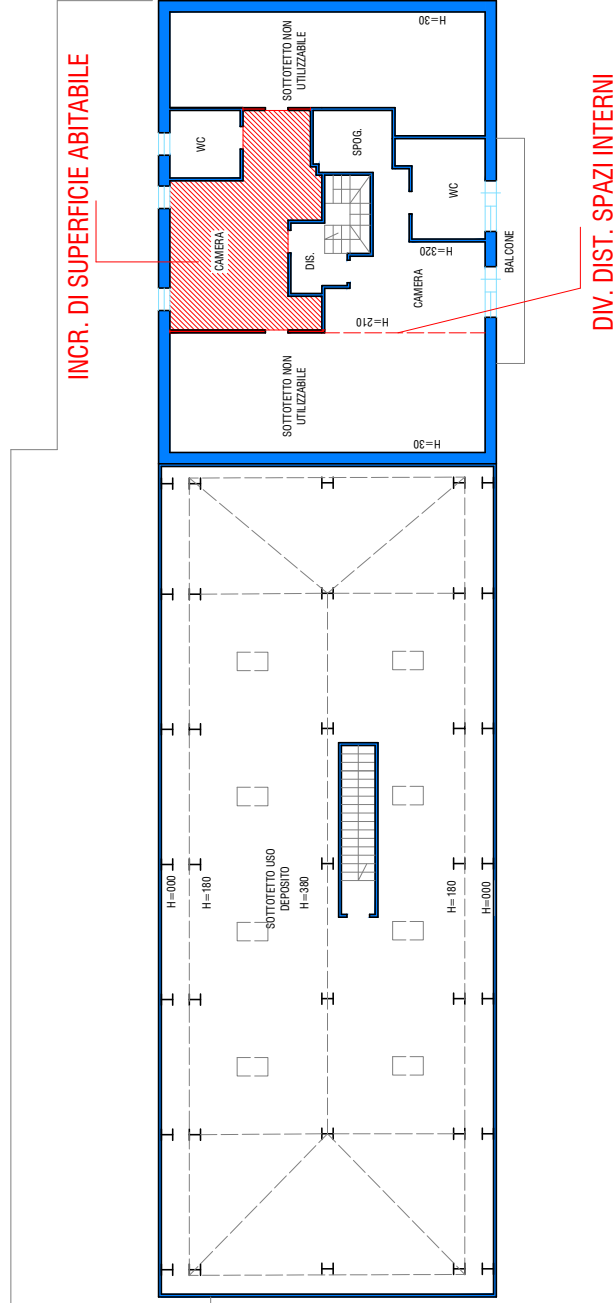 INCR. DI SUPERFICIE ABITABILE
DIV. DIST. SPAZI INTERNI
H=30
SOTTOTETTO NON
UTILIZZABILE
WC
SPOG.
WC
CAMERA
DIS.
H=320
CAMERA
BALCONE
H=210
SOTTOTETTO NON
UTILIZZABILE
H=30
H=000
H=180
SOTTOTETTO USO
DEPOSITO
H=380
H=180
H=000